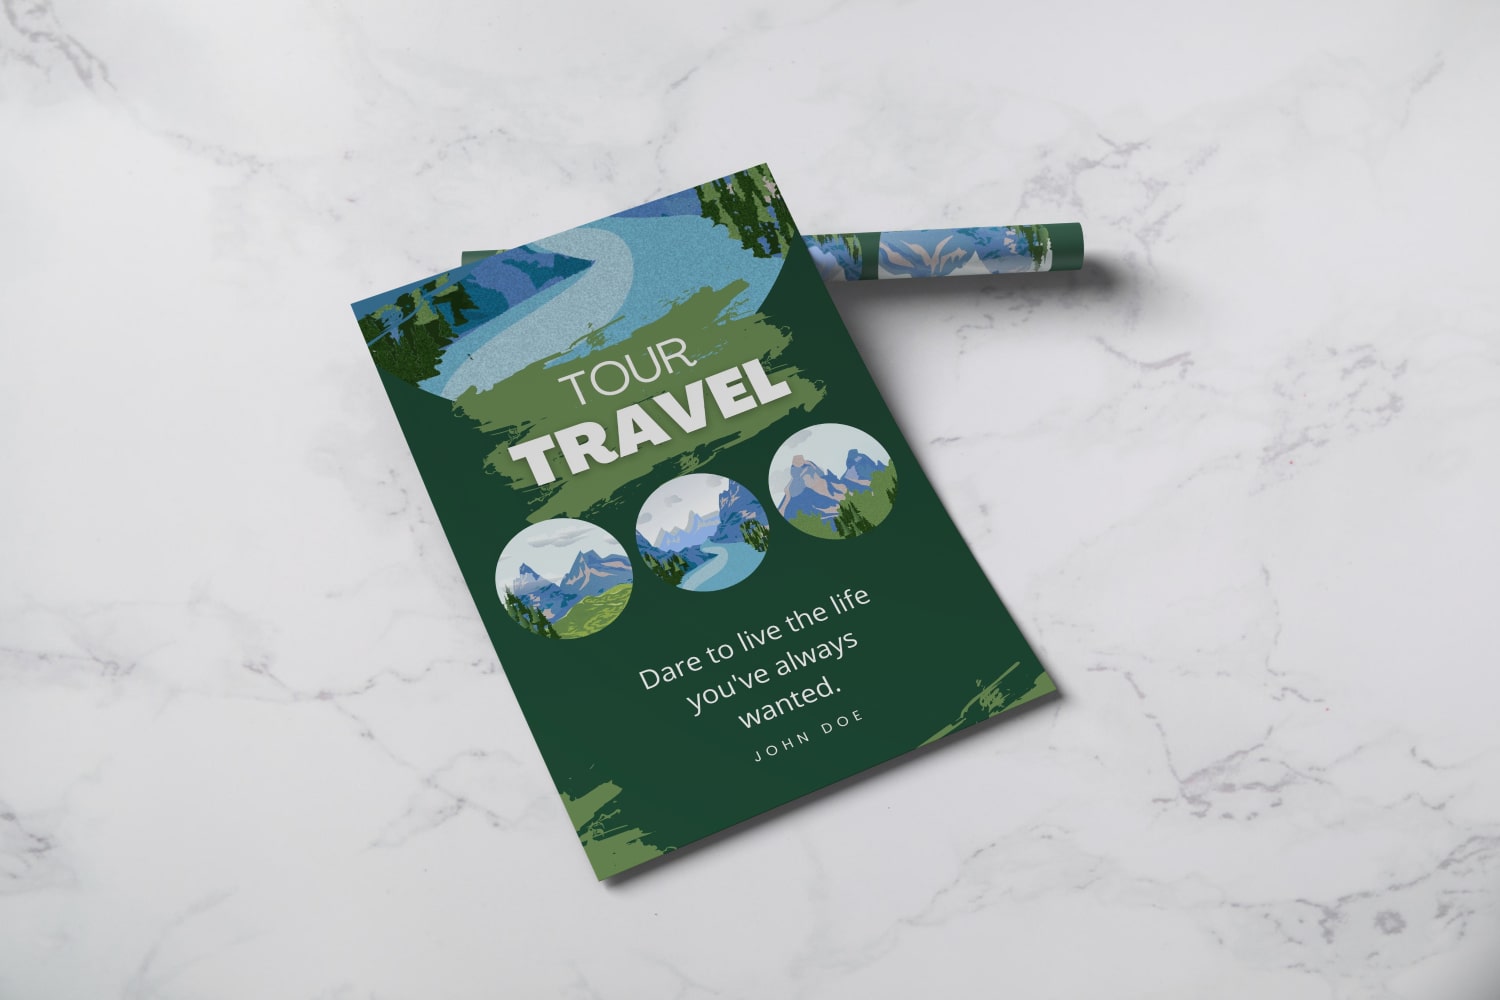 TOUR
TRAVEL
Dare to live the life
you've always
wanted.
JOHN DOE